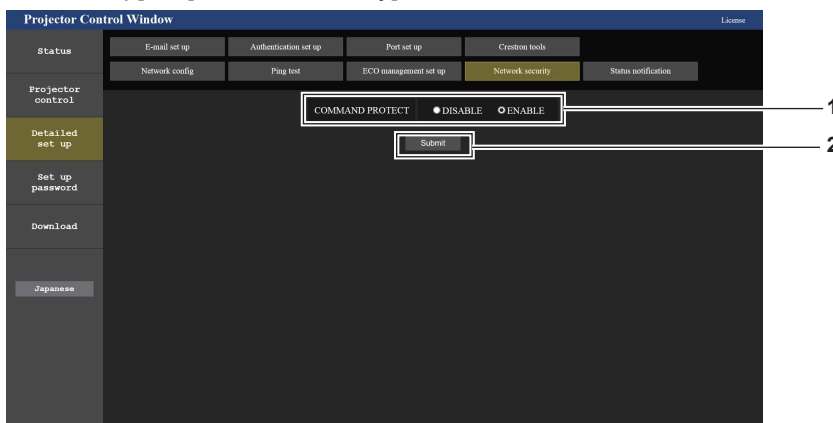 Projector Control Window
License
Status
E-mail set up
Authentication set up
Port set up
Crestron tools
Network config
Ping test
ECO management set up
Network security
Status notification
Projector
control
COMMAND PROTECT DISABLE ENABLE
1
Detailed
set up
Submit
2
Set up
password
Download
Japanese